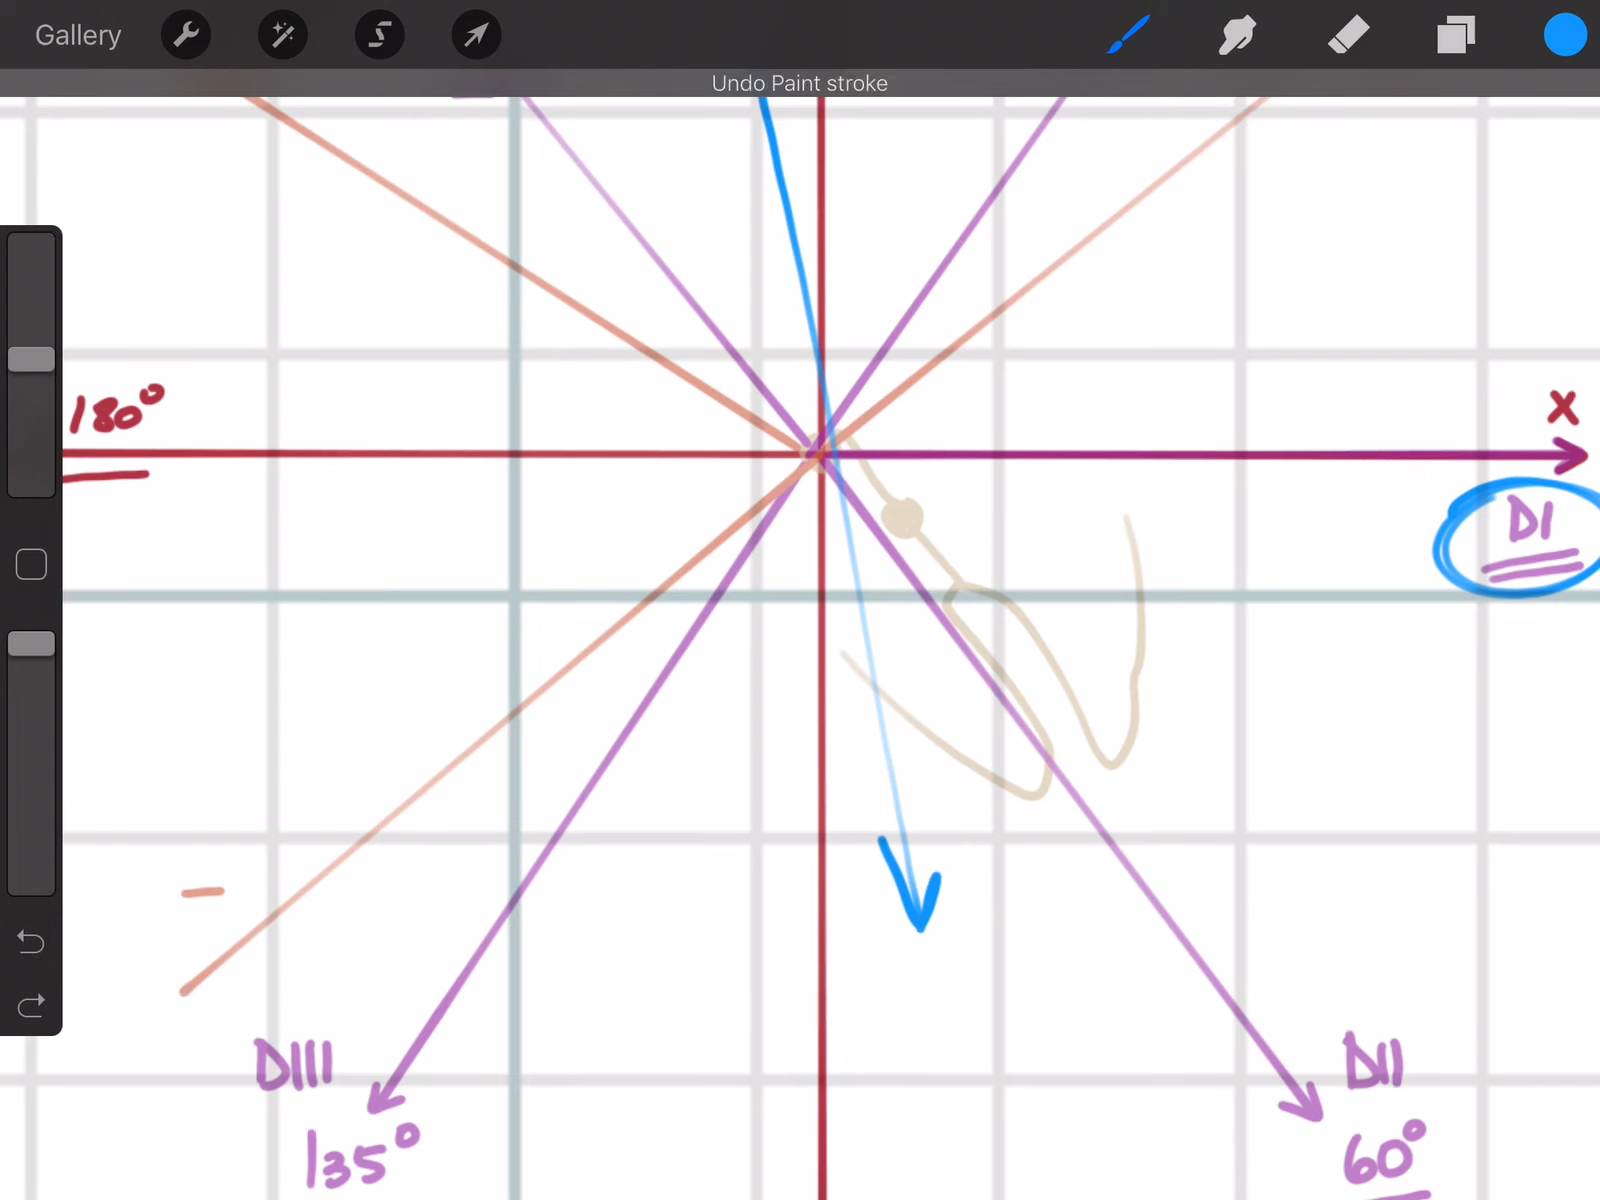 Gallery
Undo Paint stroke
180°
x
DI
DIII
135°
DII
60°